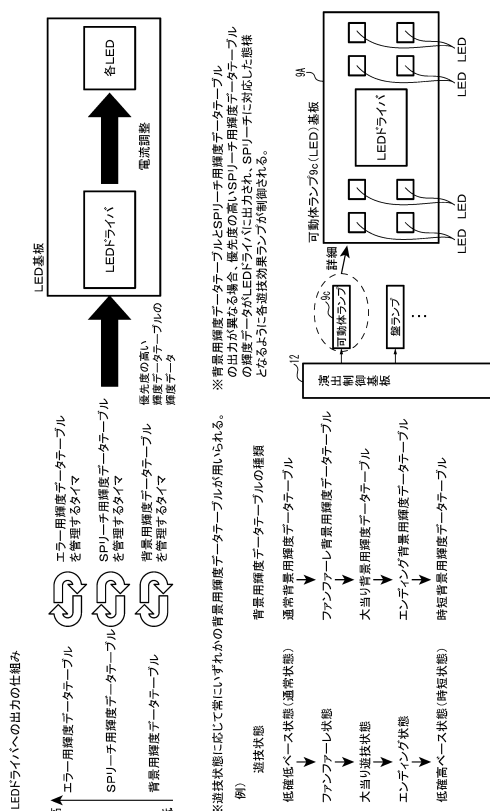 LEDドライバへの出力の仕組み
エラー用輝度データテーブル
SPリーチ用輝度データテーブル
背景用輝度データテーブル
エラー用輝度データテーブル
を管理するタイマ
SPリーチ用輝度データテーブル
を管理するタイマ
背景用輝度データテーブル
を管理するタイマ
優先度の高い
輝度データテーブルの
輝度データ
LED基板
LEDドライバ
電流調整
各LED
※背景用輝度データテーブルとSPリーチ用輝度データテーブル
の出力が異なる場合、優先度の高いSPリーチ用輝度データテーブル
の輝度データがLEDドライバに出力され、SPリーチに対応した態様
となるように各遊技効果ランプが制御される。
※遊技状態に応じて常にいずれかの背景用輝度データテーブルが用いられる。
例)
遊技状態
低確低ベース状態(通常状態)
ファンファーレ状態
大当り遊技状態
エンディング状態
低確高ベース状態(時短状態)
背景用輝度データテーブルの種類
通常背景用輝度データテーブル
ファンファーレ背景用輝度データテーブル
大当り背景用輝度データテーブル
エンディング背景用輝度データテーブル
時短背景用輝度データテーブル
12
演出制御基板
9c
可動体ランプ
盤ランプ
…
詳細
可動体ランプ9c(LED)基板
9A
LEDドライバ
LED
LED
LED
LED
LED
LED
LED
LED